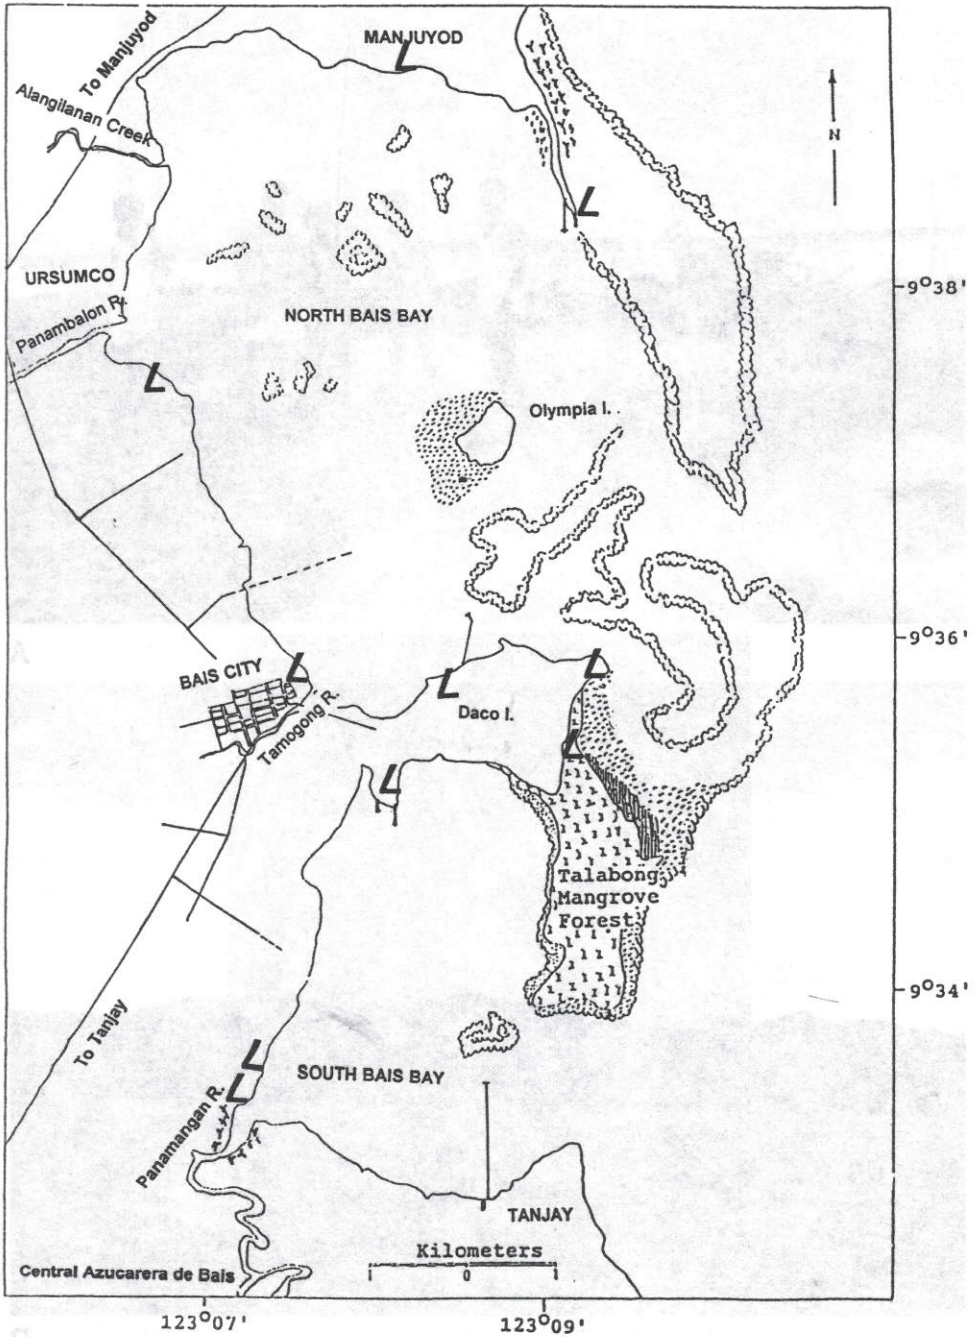 MANJUYOD
To Manjuyod
Alangilanan Creek
N
URSUMCO
9°38'
Panambalon R.
NORTH BAIS BAY
L
L
L
Olympia I.
9°36'
BAIS CITY
L
L
L
Daco I.
Tamogong R.
L
L
Talabong
Mangrove
Forest
9°34'
To Tanjay
L
L
SOUTH BAIS BAY
Panamangan R.
TANJAY
Kilometers
1 0 1
Central Azucarera de Bais
123°07' 123°09'